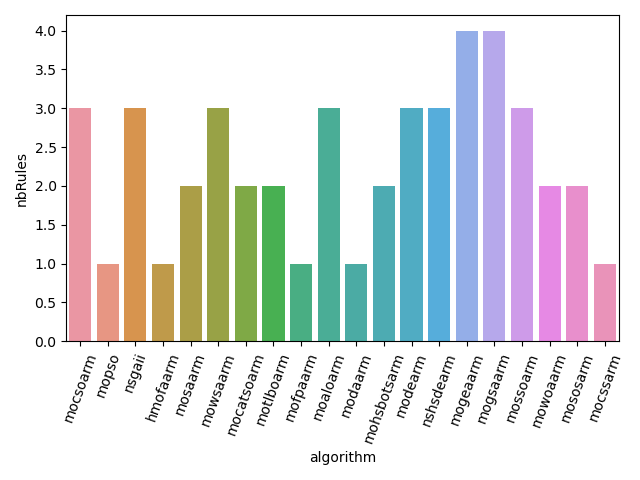 4.0
3.5
3.0
2.5
2.0
1.5
1.0
0.5
0.0
nbRules
mocsoarm
mopso
nsgaii
hmofaarm
mosaarm
mowsaarm
mocatsoarm
motlboarm
mofpaarm
moaloarm
modaarm
mohsbotsarm
modearm
nshsdearm
mogeaarm
mogsaarm
mossoarm
mowoaarm
mososarm
mocssarm
algorithm